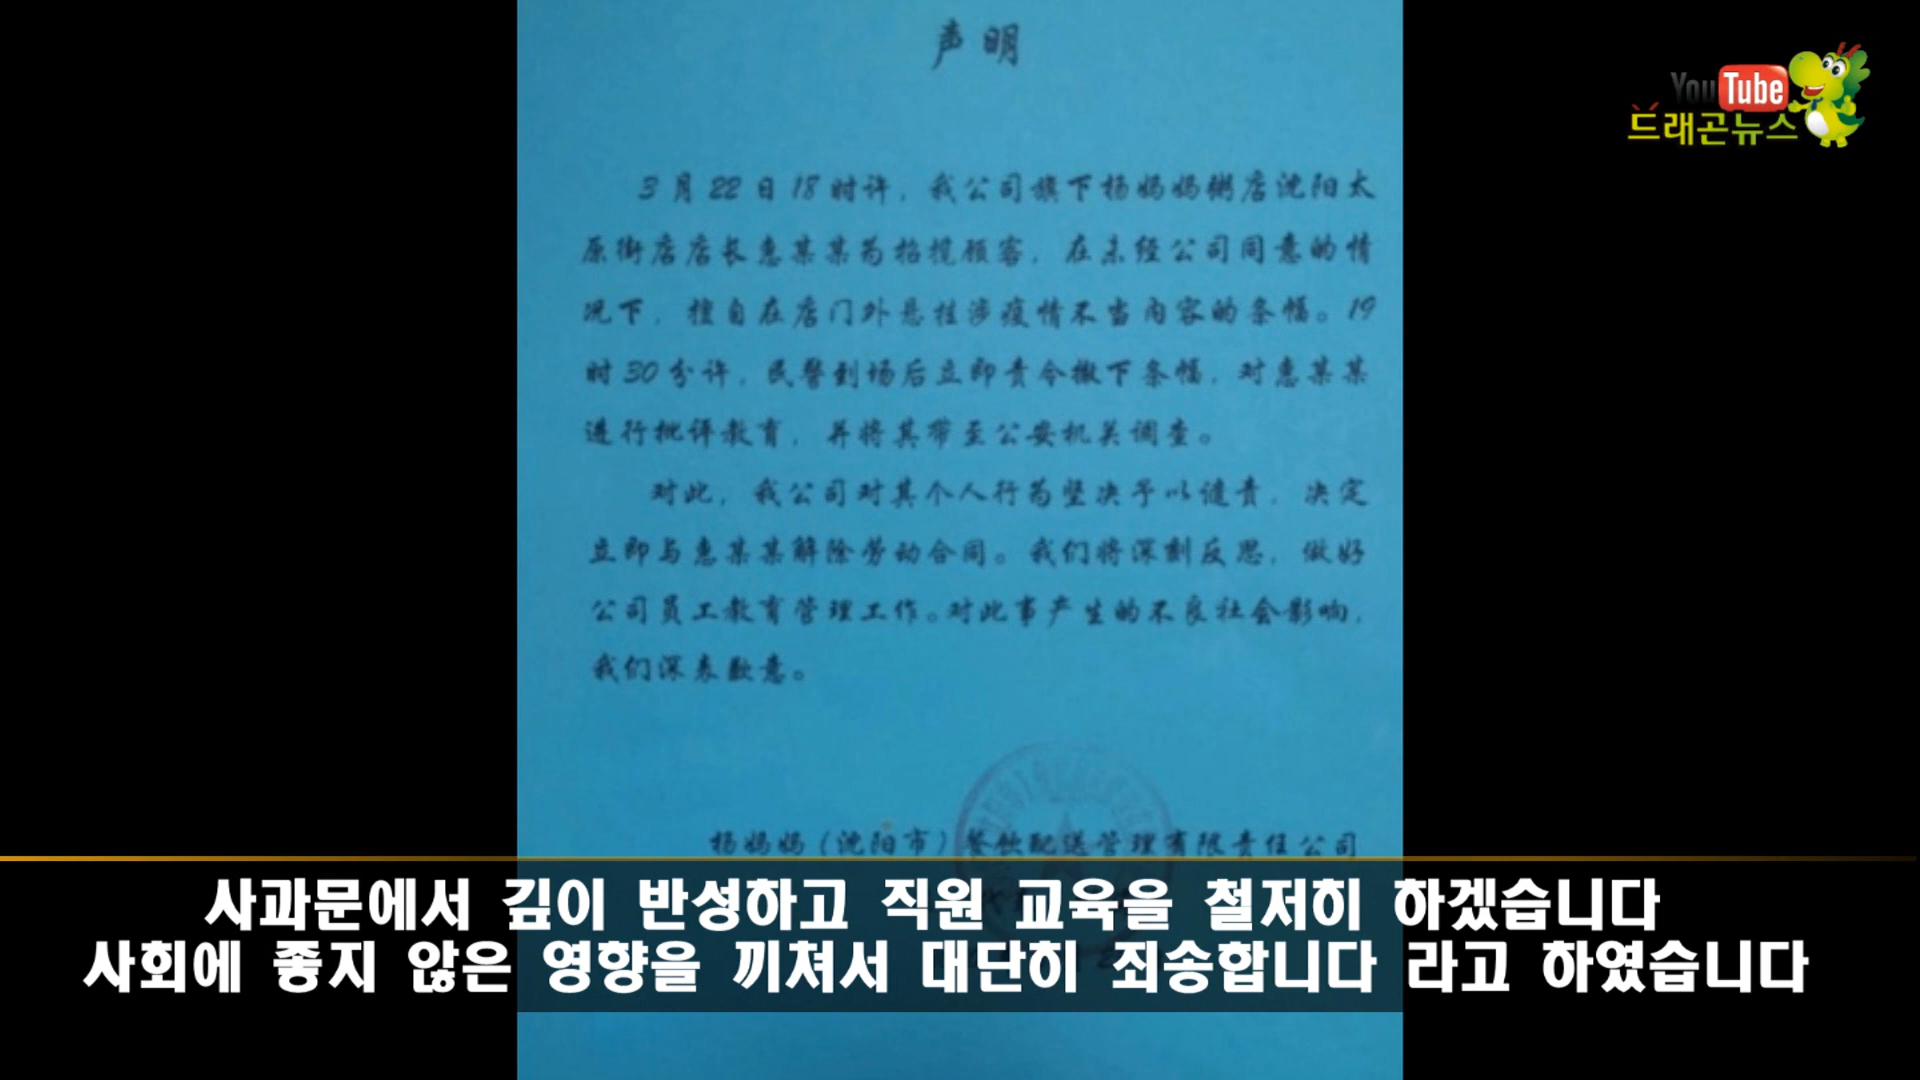 声明
YouTube
드래곤뉴스
3月22日18时许，我公司旗下杨妈妈粥店沈阳太
原街店店长惠某某为招揽顾客，在未经公司同意的情
况下，擅自在店门外悬挂涉疫情不当内容的条幅。19
时30分许，民警到场后立即责令撤下条幅，对惠某某
进行批评教育，并将其带至公安机关调查。
对此，我公司对其个人行为坚决予以谴责，决定
立即与惠某某解除劳动合同。我们将深刻反思，做好
公司员工教育管理工作。对此事产生的不良社会影响，
我们深表歉意。
杨妈妈（沈阳市）餐饮配送管理有限责任公司
사과문에서 깊이 반성하고 직원 교육을 철저히 하겠습니다
사회에 좋지 않은 영향을 끼쳐서 대단히 죄송합니다 라고 하였습니다